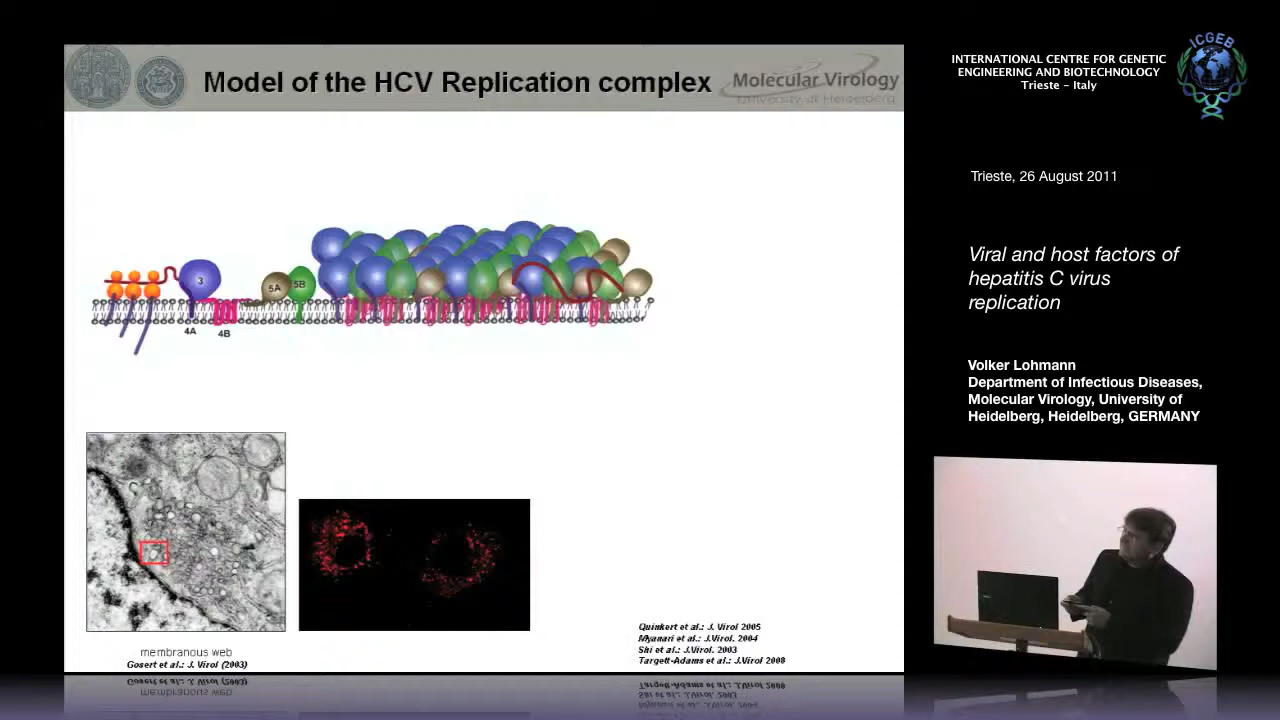 Model of the HCV Replication complex
Molecular Virology
University of Heidelberg
3
5A
5B
4A
4B
membranous web
Gosert et al.: J. Virol (2003)
Quinkert et al.: J. Virol 2005
Miyanari et al.: J.Virol. 2004
Shi et al.: J.Virol. 2003
Targett-Adams et al.: J.Virol 2008
INTERNATIONAL CENTRE FOR GENETIC
ENGINEERING AND BIOTECHNOLOGY
Trieste - Italy
ICGEB
Trieste, 26 August 2011
Viral and host factors of
hepatitis C virus
replication
Volker Lohmann
Department of Infectious Diseases,
Molecular Virology, University of
Heidelberg, Heidelberg, GERMANY